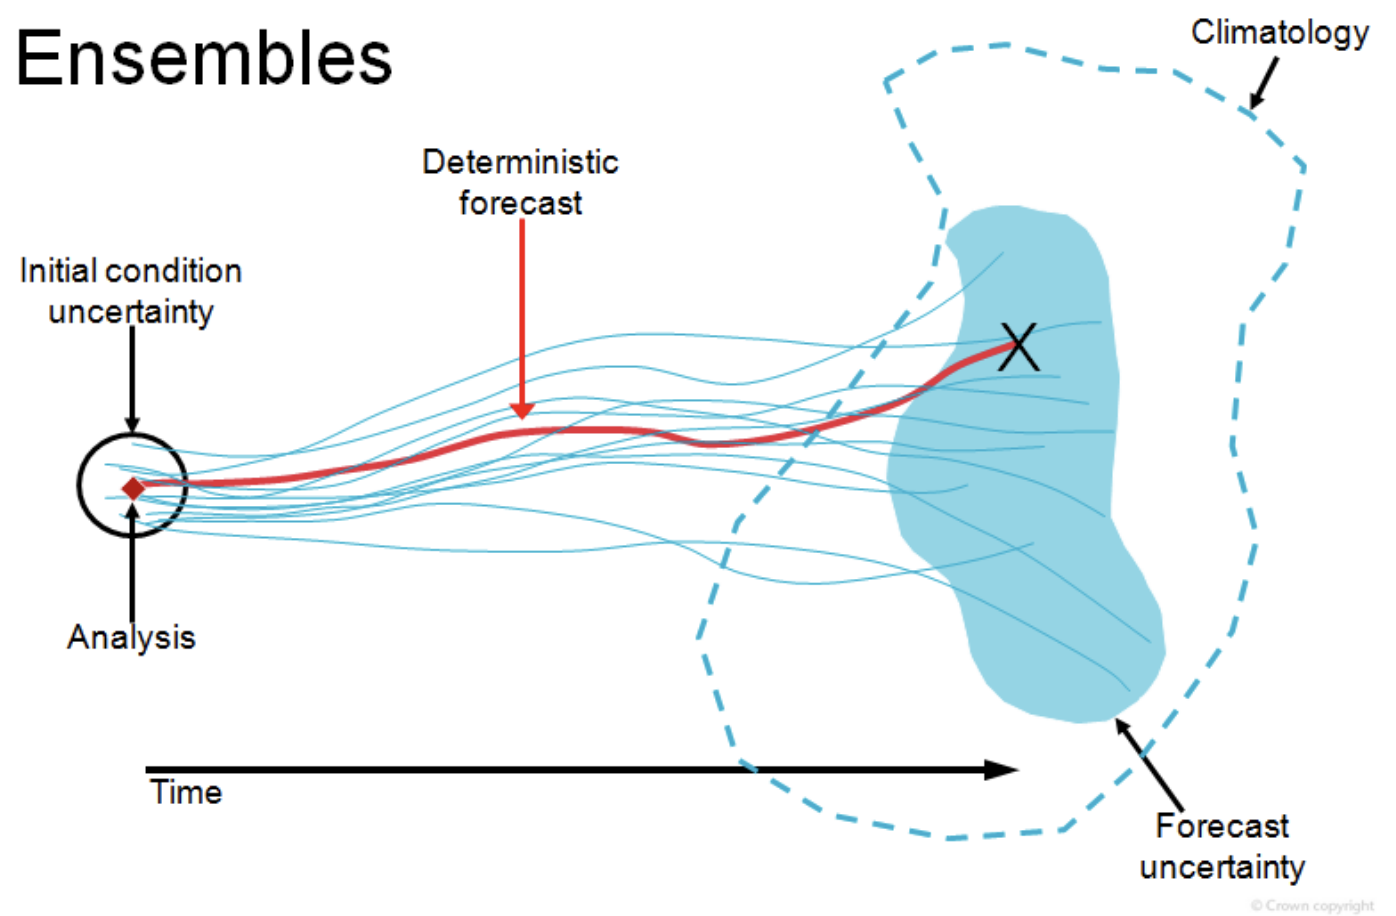 Ensembles
Climatology
Deterministic
forecast
Initial condition
uncertainty
X
Analysis
Time
Forecast
uncertainty
© Crown copyright